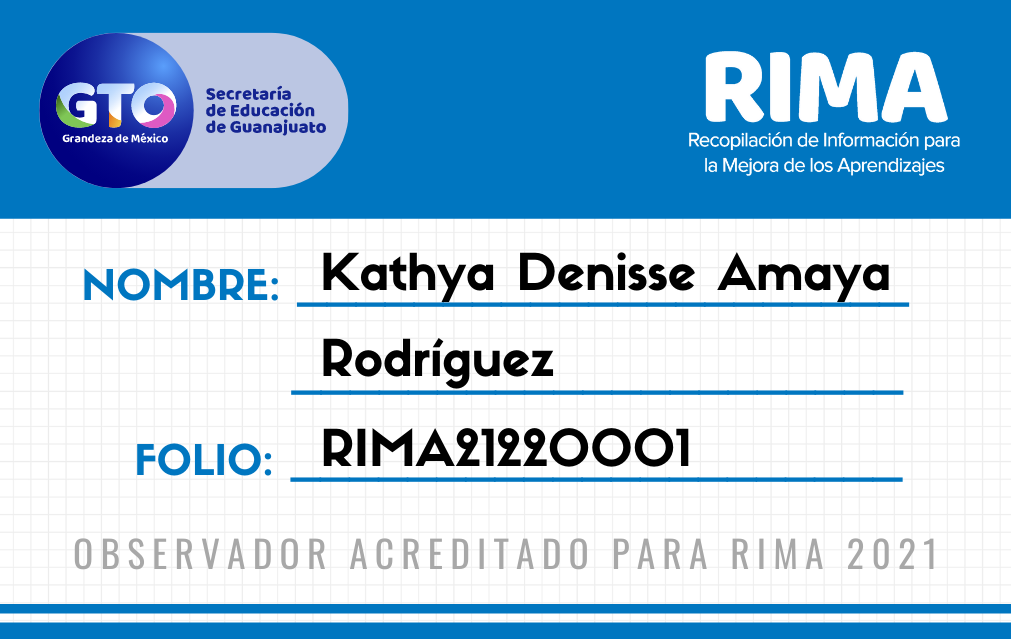 GTO
Grandeza de México
Secretaría
de Educación
de Guanajuato
RIMA
Recopilación de Información para
la Mejora de los Aprendizajes
NOMBRE: Kathya Denisse Amaya
Rodríguez
FOLIO: RIMA21220001
OBSERVADOR ACREDITADO PARA RIMA 2021